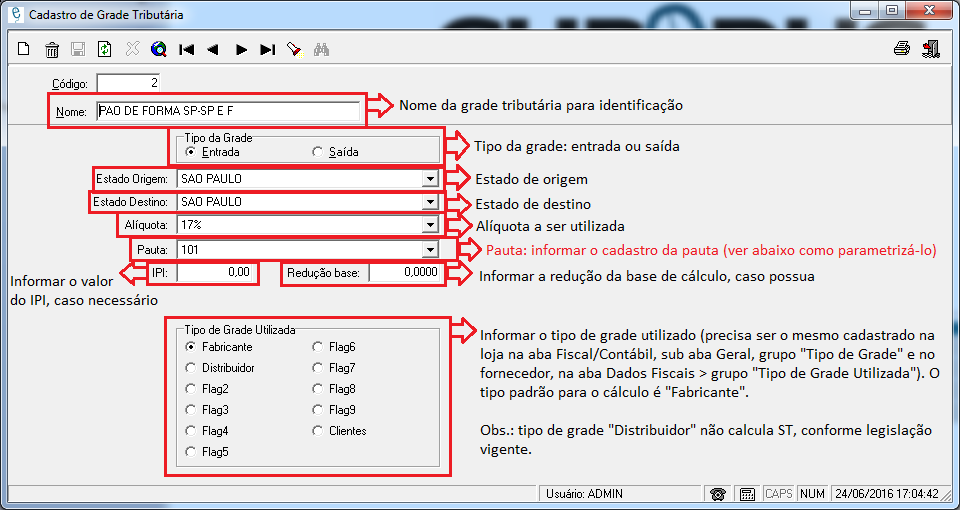 Cadastro de Grade Tributária
Código: 2
Nome: PAO DE FORMA SP-SP E F
Nome da grade tributária para identificação
Tipo da Grade
Entrada Saída
Tipo da grade: entrada ou saída
Estado Origem: SAO PAULO
Estado de origem
Estado Destino: SAO PAULO
Estado de destino
Alíquota: 17%
Alíquota a ser utilizada
Pauta: 101
Pauta: informar o cadastro da pauta (ver abaixo como parametrizá-lo)
IPI: 0,00 Redução base: 0,0000
Informar a redução da base de cálculo, caso possua
Informar o valor
do IPI, caso necessário
Tipo de Grade Utilizada
Fabricante Flag6
Distribuidor Flag7
Flag2 Flag8
Flag3 Flag9
Flag4 Clientes
Flag5
Informar o tipo de grade utilizado (precisa ser o mesmo cadastrado na
loja na aba Fiscal/Contábil, sub aba Geral, grupo "Tipo de Grade" e no
fornecedor, na aba Dados Fiscais > grupo "Tipo de Grade Utilizada"). O
tipo padrão para o cálculo é "Fabricante".
Obs.: tipo de grade "Distribuidor" não calcula ST, conforme legislação
vigente.
Usuário: ADMIN CAPS NUM 24/06/2016 17:04:42